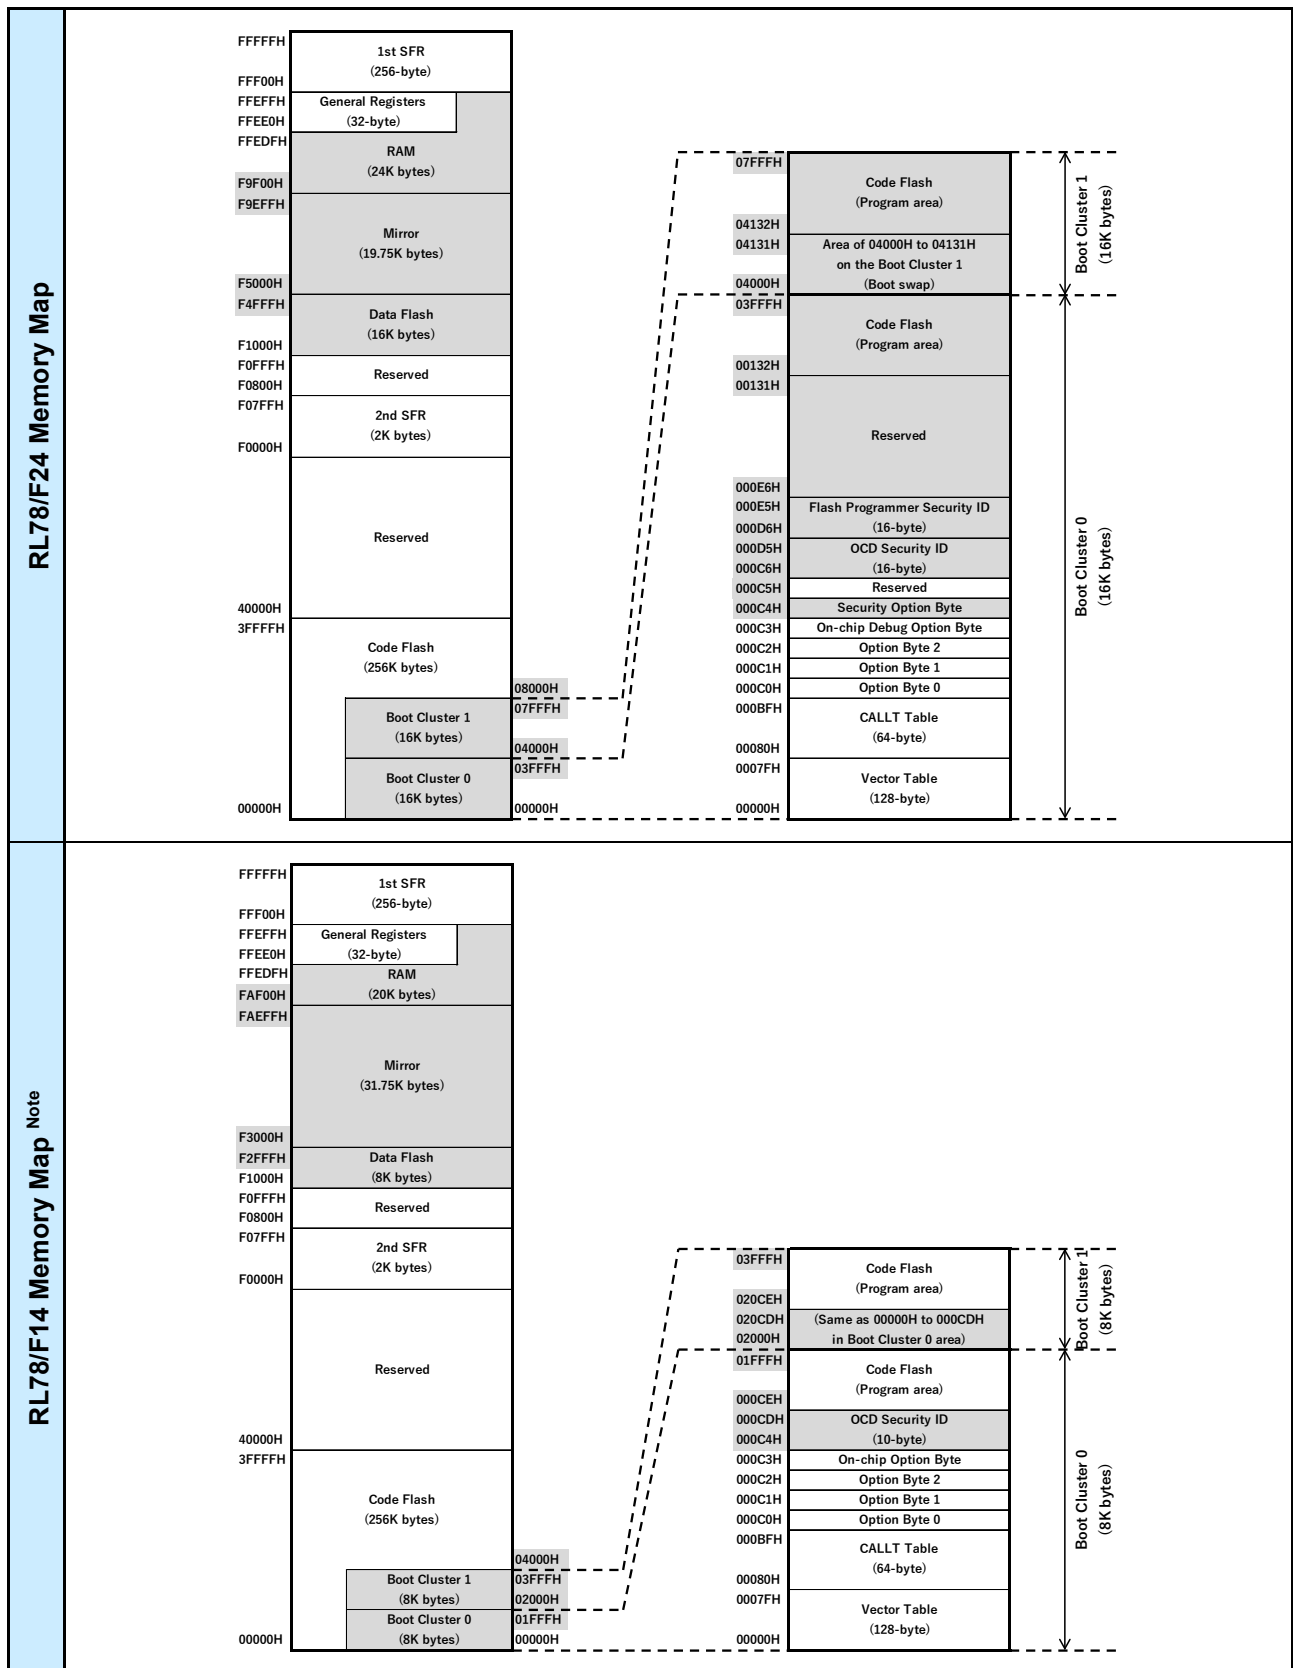 RL78/F24 Memory Map
FFFFFH
1st SFR
(256-byte)
FFF00H
FFEFFH
General Registers
FFEE0H
(32-byte)
FFEDFH
RAM
(24K bytes)
F9F00H
F9EFFH
Mirror
(19.75K bytes)
F5000H
F4FFFH
Data Flash
(16K bytes)
F1000H
F0FFFH
Reserved
F0800H
F07FFH
2nd SFR
(2K bytes)
F0000H
Reserved
40000H
3FFFFH
Code Flash
(256K bytes)
08000H
07FFFH
Boot Cluster 1
(16K bytes)
04000H
03FFFH
Boot Cluster 0
(16K bytes)
00000H
00000H
07FFFH
Code Flash
(Program area)
04132H
04131H
Area of 04000H to 04131H
on the Boot Cluster 1
04000H
(Boot swap)
03FFFH
Code Flash
(Program area)
00132H
00131H
Reserved
000E6H
000E5H
Flash Programmer Security ID
000D6H
(16-byte)
000D5H
OCD Security ID
000C6H
(16-byte)
000C5H
Reserved
000C4H
Security Option Byte
000C3H
On-chip Debug Option Byte
000C2H
Option Byte 2
000C1H
Option Byte 1
000C0H
Option Byte 0
000BFH
CALLT Table
(64-byte)
00080H
0007FH
Vector Table
(128-byte)
00000H
Boot Cluster 1
(16K bytes)
Boot Cluster 0
(16K bytes)
RL78/F14 Memory Map Note
FFFFFH
1st SFR
(256-byte)
FFF00H
FFEFFH
General Registers
FFEE0H
(32-byte)
FFEDFH
RAM
FAF00H
(20K bytes)
FAEFFH
Mirror
(31.75K bytes)
F3000H
F2FFFH
Data Flash
F1000H
(8K bytes)
F0FFFH
Reserved
F0800H
F07FFH
2nd SFR
(2K bytes)
F0000H
Reserved
40000H
3FFFFH
Code Flash
(256K bytes)
04000H
Boot Cluster 1
03FFFH
(8K bytes)
02000H
Boot Cluster 0
01FFFH
(8K bytes)
00000H
00000H
03FFFH
Code Flash
(Program area)
020CEH
020CDH
(Same as 00000H to 000CDH
02000H
in Boot Cluster 0 area)
01FFFH
Code Flash
(Program area)
000CEH
000CDH
OCD Security ID
000C4H
(10-byte)
000C3H
On-chip Option Byte
000C2H
Option Byte 2
000C1H
Option Byte 1
000C0H
Option Byte 0
000BFH
CALLT Table
(64-byte)
00080H
0007FH
Vector Table
(128-byte)
00000H
Boot Cluster 1
(8K bytes)
Boot Cluster 0
(8K bytes)